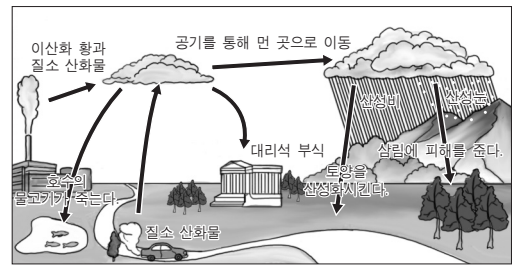 이산화 황과
질소 산화물
공기를 통해 먼 곳으로 이동
산성비
산성눈
대리석 부식
삼림에 피해를 준다.
호수의
물고기가 죽는다.
토양을
산성화시킨다.
질소 산화물